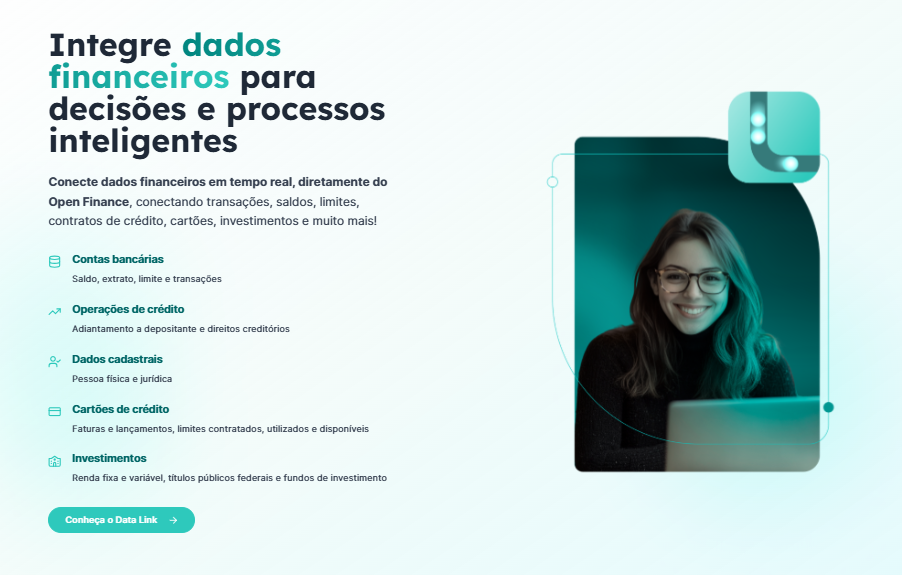 Integre dados
financeiros para
decisões e processos
inteligentes
Conecte dados financeiros em tempo real, diretamente do
Open Finance, conectando transações, saldos, limites,
contratos de crédito, cartões, investimentos e muito mais!
Contas bancárias
Saldo, extrato, limite e transações
Operações de crédito
Adiantamento a depositante e direitos creditórios
Dados cadastrais
Pessoa física e jurídica
Cartões de crédito
Faturas e lançamentos, limites contratados, utilizados e disponíveis
Investimentos
Renda fixa e variável, títulos públicos federais e fundos de investimento
Conheça o Data Link